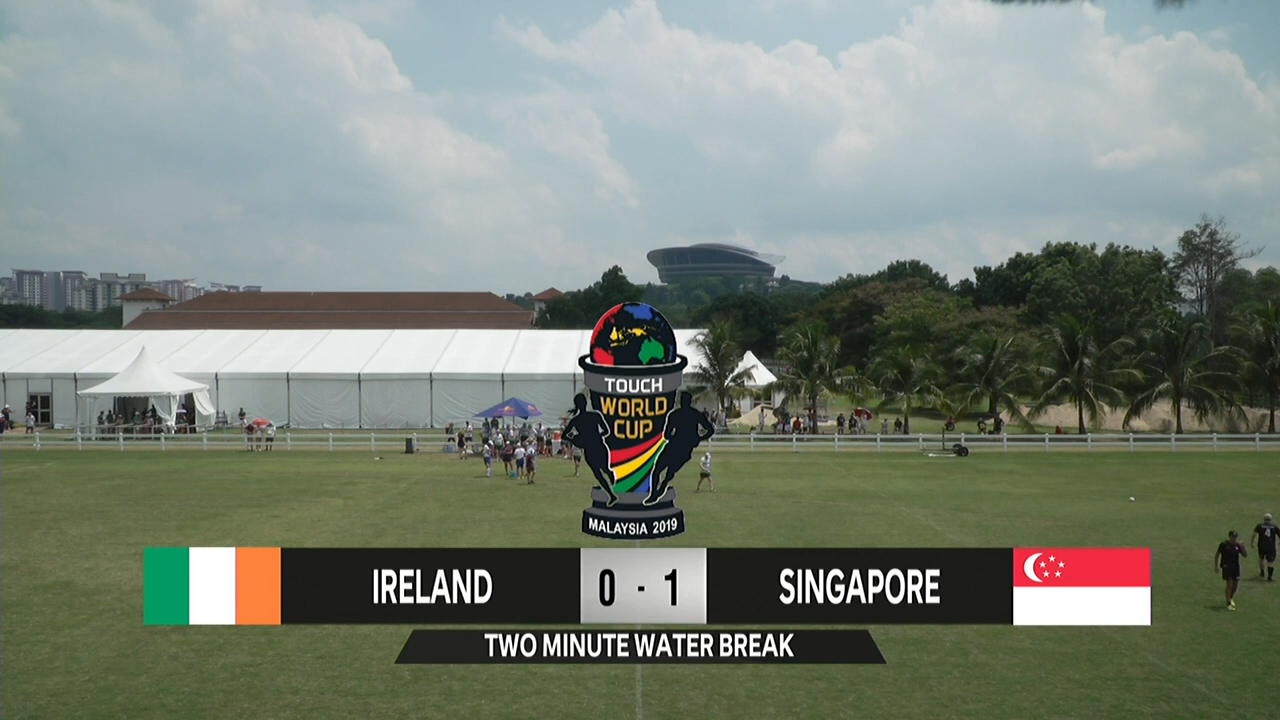 TOUCH
WORLD
CUP
MALAYSIA 2019
IRELAND 0 - 1 SINGAPORE
TWO MINUTE WATER BREAK